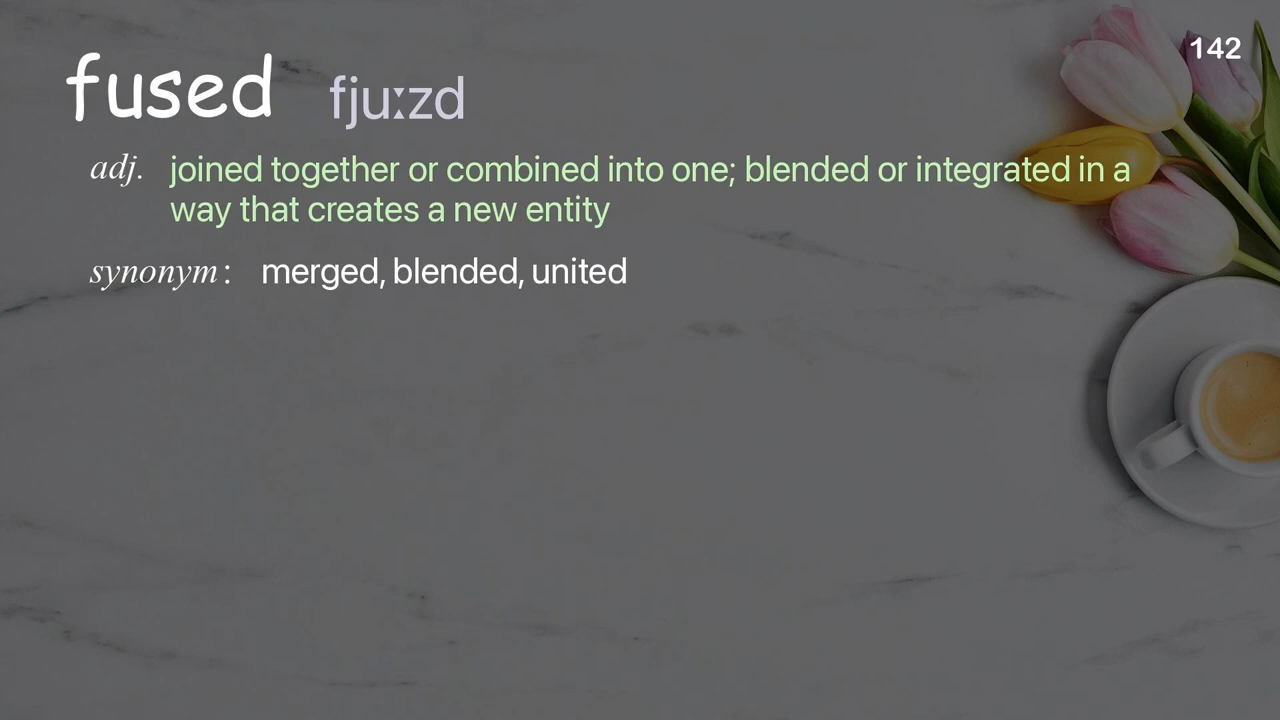 142
fused fjuːzd
adj. joined together or combined into one; blended or integrated in a
way that creates a new entity
synonym : merged, blended, united